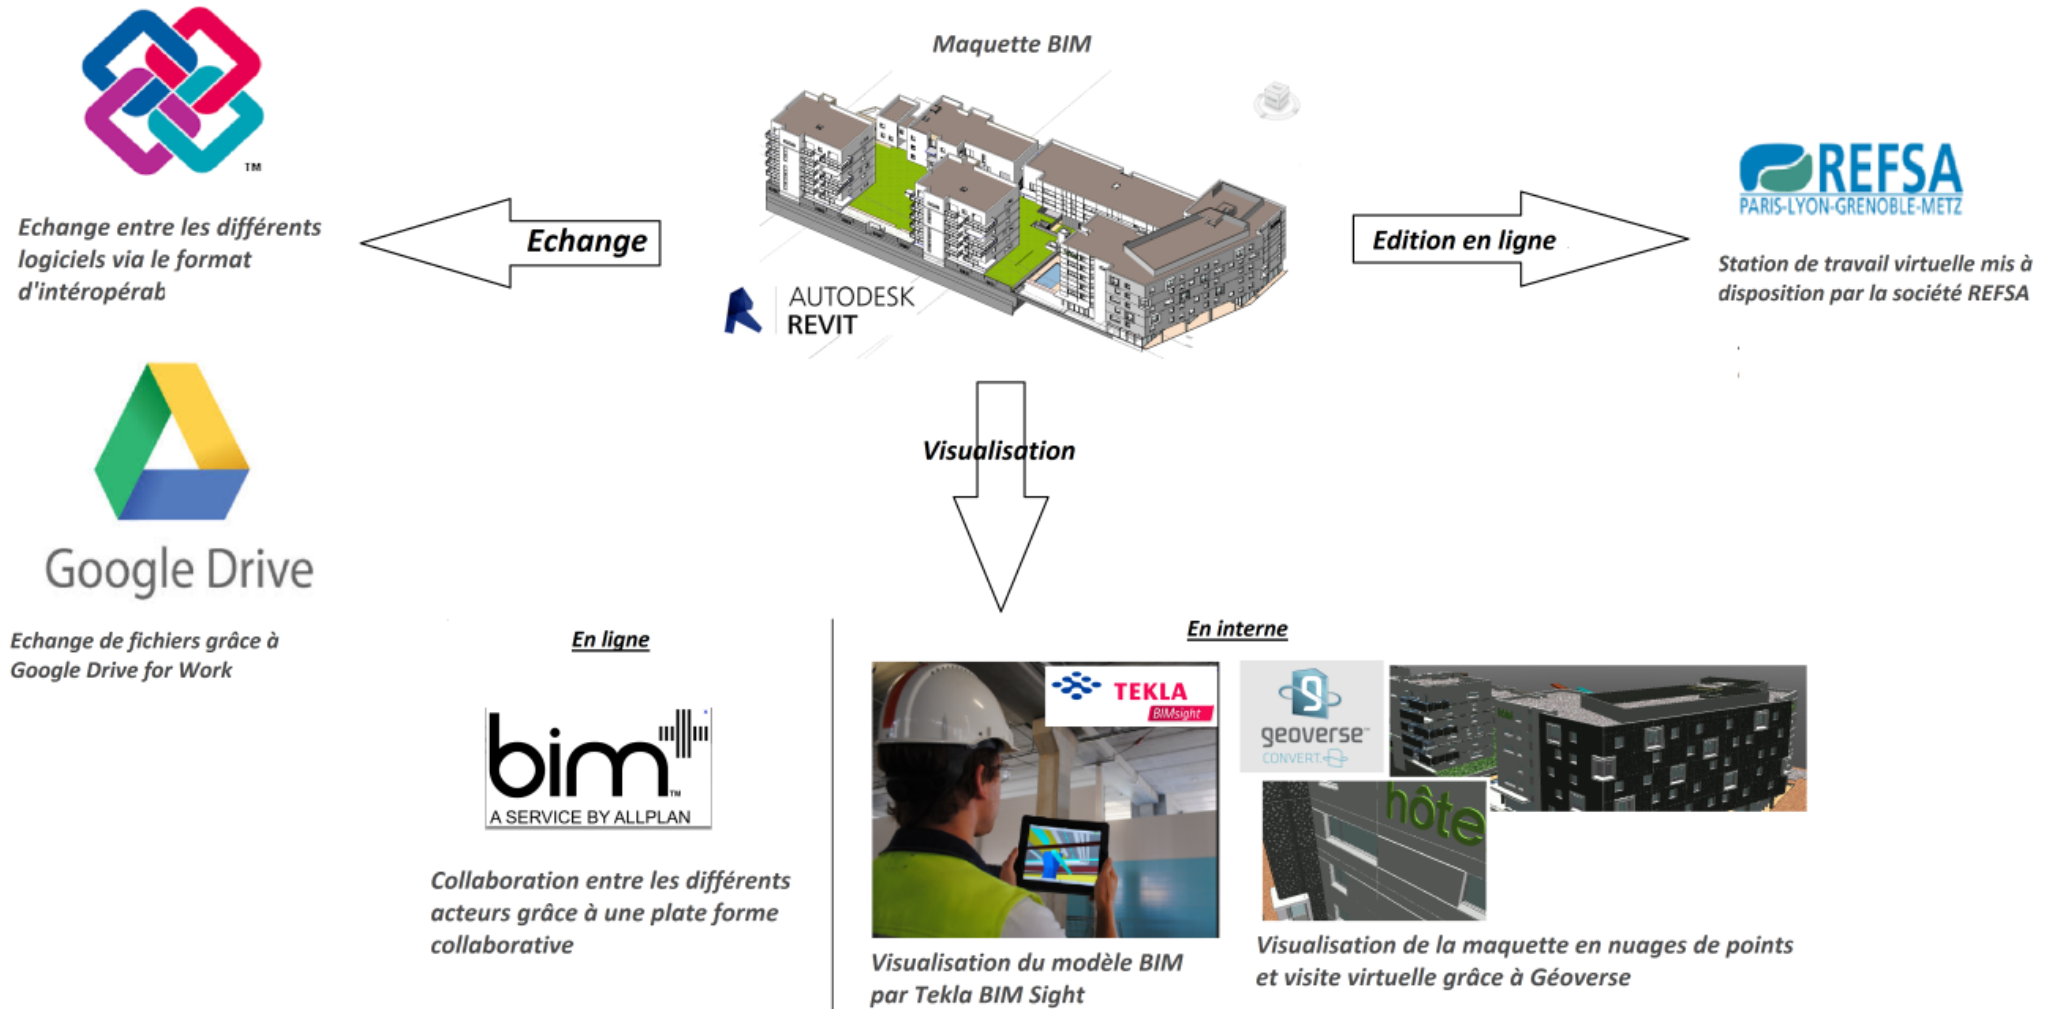 Maquette BIM
AUTODESK
REVIT
TM
Echange entre les différents
logiciels via le format
d'intéropérab
Echange
Edition en ligne
REFSA
PARIS-LYON-GRENOBLE-METZ
Station de travail virtuelle mis à
disposition par la société REFSA
Google Drive
Echange de fichiers grâce à
Google Drive for Work
Visualisation
En ligne
bim
TM
A SERVICE BY ALLPLAN
Collaboration entre les différents
acteurs grâce à une plate forme
collaborative
En interne
TEKLA
BIMsight
Visualisation du modèle BIM
par Tekla BIM Sight
geoverse
CONVERT
hôte
Visualisation de la maquette en nuages de points
et visite virtuelle grâce à Géoverse